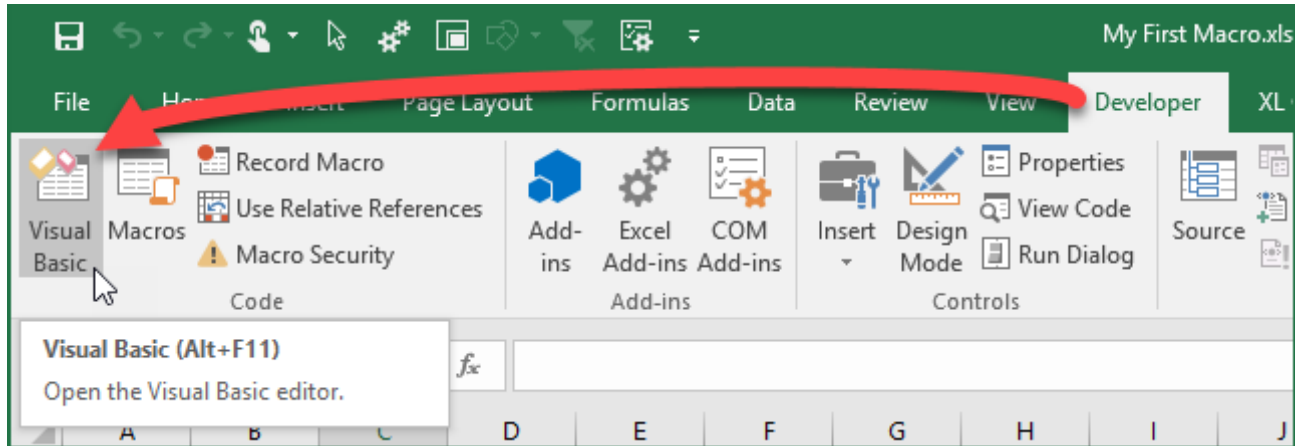 My First Macro.xls
File Page Layout Formulas Data Review View Developer XL
Record Macro
Use Relative References
Macro Security
Visual Basic
Macros
Code
Add-ins
Excel Add-ins
COM Add-ins
Add-ins
Insert
Design Mode
Properties
View Code
Run Dialog
Controls
Source
Visual Basic (Alt+F11)
Open the Visual Basic editor.
fx
A B C D E F G H I J